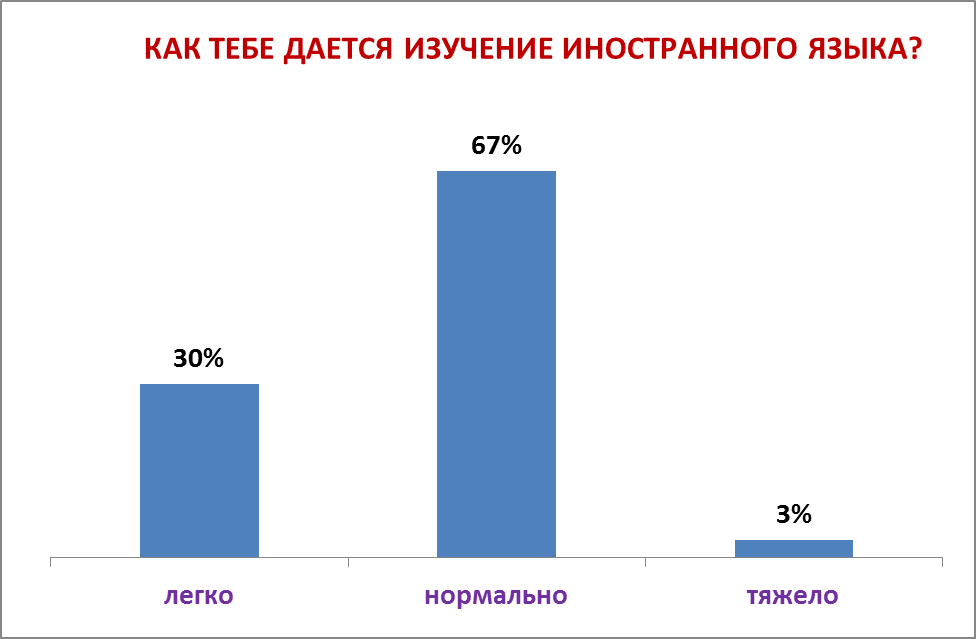 КАК ТЕБЕ ДАЕТСЯ ИЗУЧЕНИЕ ИНОСТРАННОГО ЯЗЫКА?
67%
30%
3%
легко нормально тяжело